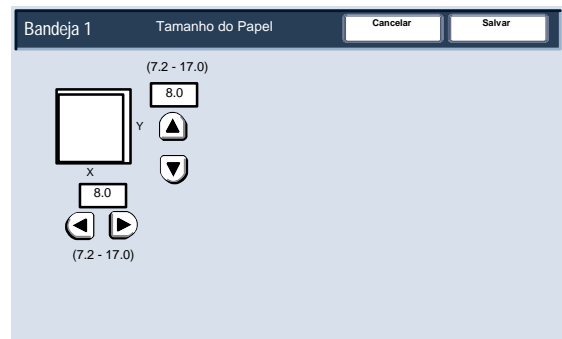 Bandeja 1 Tamanho do Papel Cancelar Salvar
(7.2 - 17.0)
8.0
Y
X
8.0
(7.2 - 17.0)